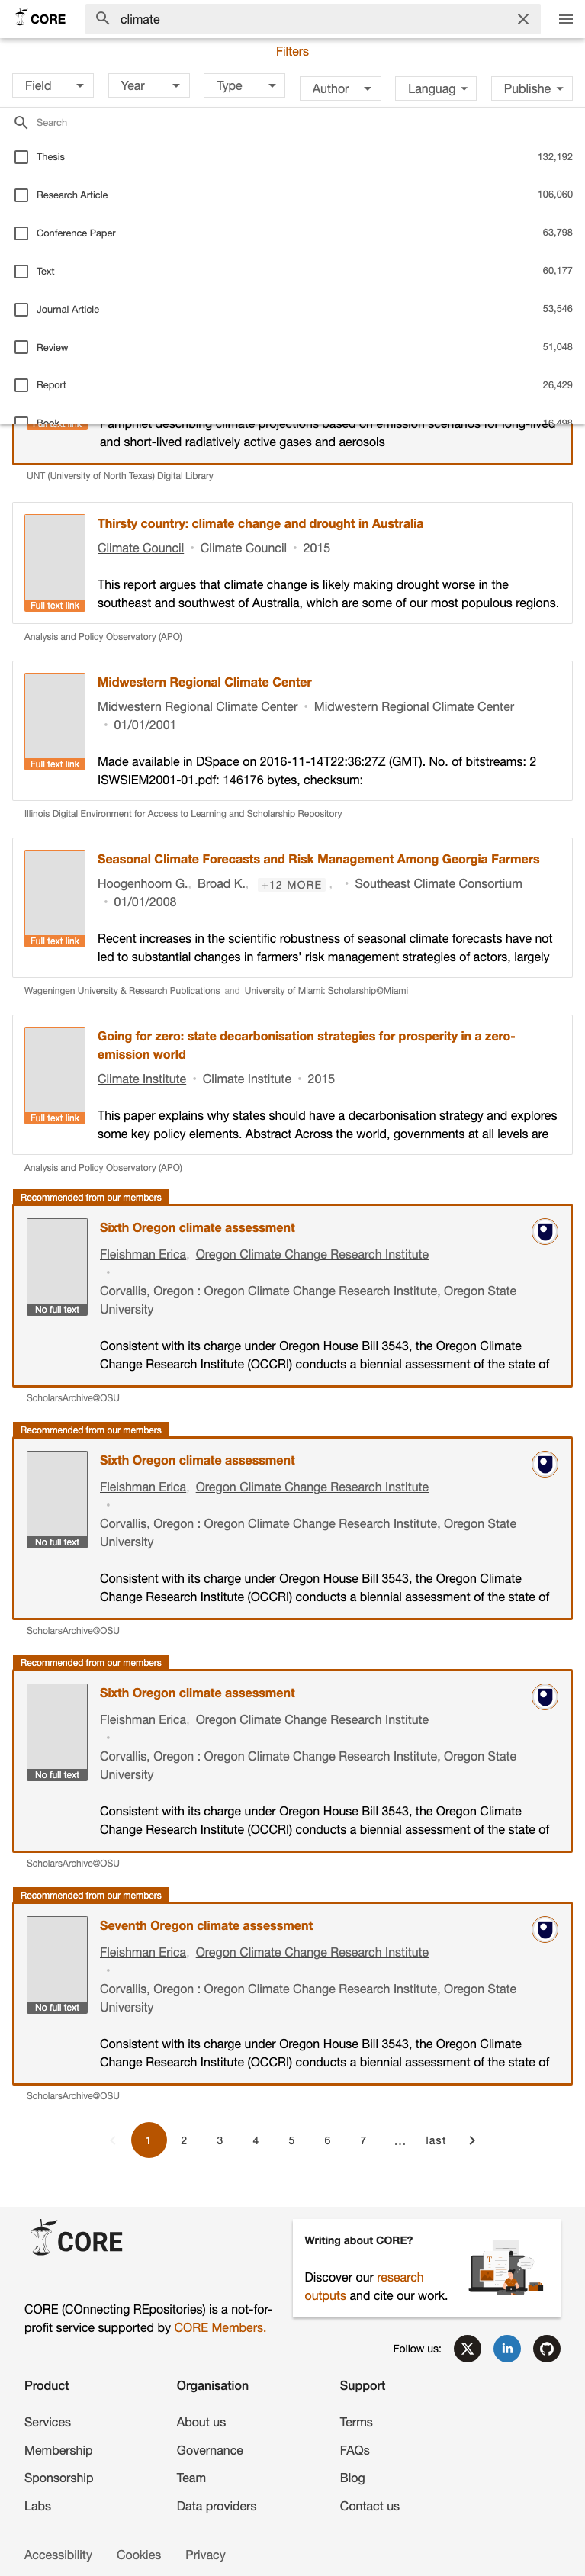 CORE
climate
Filters
Field
Year
Type
Author
Languag
Publishe
Search
Thesis 132,192
Research Article 106,060
Conference Paper 63,798
Text 60,177
Journal Article 53,546
Review 51,048
Report 26,429
Book 16,498
Full text link
Pamphlet describing climate projections based on emission scenarios for long-lived
and short-lived radiatively active gases and aerosols
UNT (University of North Texas) Digital Library
Thirsty country: climate change and drought in Australia
Climate Council • Climate Council • 2015
This report argues that climate change is likely making drought worse in the
southeast and southwest of Australia, which are some of our most populous regions.
Full text link
Analysis and Policy Observatory (APO)
Midwestern Regional Climate Center
Midwestern Regional Climate Center • Midwestern Regional Climate Center
• 01/01/2001
Made available in DSpace on 2016-11-14T22:36:27Z (GMT). No. of bitstreams: 2
ISWSIEM2001-01.pdf: 146176 bytes, checksum:
Full text link
Illinois Digital Environment for Access to Learning and Scholarship Repository
Seasonal Climate Forecasts and Risk Management Among Georgia Farmers
Hoogenhoom G., Broad K., +12 MORE , • Southeast Climate Consortium
• 01/01/2008
Recent increases in the scientific robustness of seasonal climate forecasts have not
led to substantial changes in farmers’ risk management strategies of actors, largely
Full text link
Wageningen University & Research Publications and University of Miami: Scholarship@Miami
Going for zero: state decarbonisation strategies for prosperity in a zero-
emission world
Climate Institute • Climate Institute • 2015
This paper explains why states should have a decarbonisation strategy and explores
some key policy elements. Abstract Across the world, governments at all levels are
Full text link
Analysis and Policy Observatory (APO)
Recommended from our members
Sixth Oregon climate assessment
Fleishman Erica, Oregon Climate Change Research Institute
•
Corvallis, Oregon : Oregon Climate Change Research Institute, Oregon State
University
No full text
Consistent with its charge under Oregon House Bill 3543, the Oregon Climate
Change Research Institute (OCCRI) conducts a biennial assessment of the state of
ScholarsArchive@OSU
Recommended from our members
Sixth Oregon climate assessment
Fleishman Erica, Oregon Climate Change Research Institute
•
Corvallis, Oregon : Oregon Climate Change Research Institute, Oregon State
University
No full text
Consistent with its charge under Oregon House Bill 3543, the Oregon Climate
Change Research Institute (OCCRI) conducts a biennial assessment of the state of
ScholarsArchive@OSU
Recommended from our members
Sixth Oregon climate assessment
Fleishman Erica, Oregon Climate Change Research Institute
•
Corvallis, Oregon : Oregon Climate Change Research Institute, Oregon State
University
No full text
Consistent with its charge under Oregon House Bill 3543, the Oregon Climate
Change Research Institute (OCCRI) conducts a biennial assessment of the state of
ScholarsArchive@OSU
Recommended from our members
Seventh Oregon climate assessment
Fleishman Erica, Oregon Climate Change Research Institute
•
Corvallis, Oregon : Oregon Climate Change Research Institute, Oregon State
University
No full text
Consistent with its charge under Oregon House Bill 3543, the Oregon Climate
Change Research Institute (OCCRI) conducts a biennial assessment of the state of
ScholarsArchive@OSU
1 2 3 4 5 6 7 ... last
CORE
CORE (COnnecting REpositories) is a not-for-
profit service supported by CORE Members.
Writing about CORE?
Discover our research
outputs and cite our work.
Follow us:
Product
Services
Membership
Sponsorship
Labs
Organisation
About us
Governance
Team
Data providers
Support
Terms
FAQs
Blog
Contact us
Accessibility Cookies Privacy